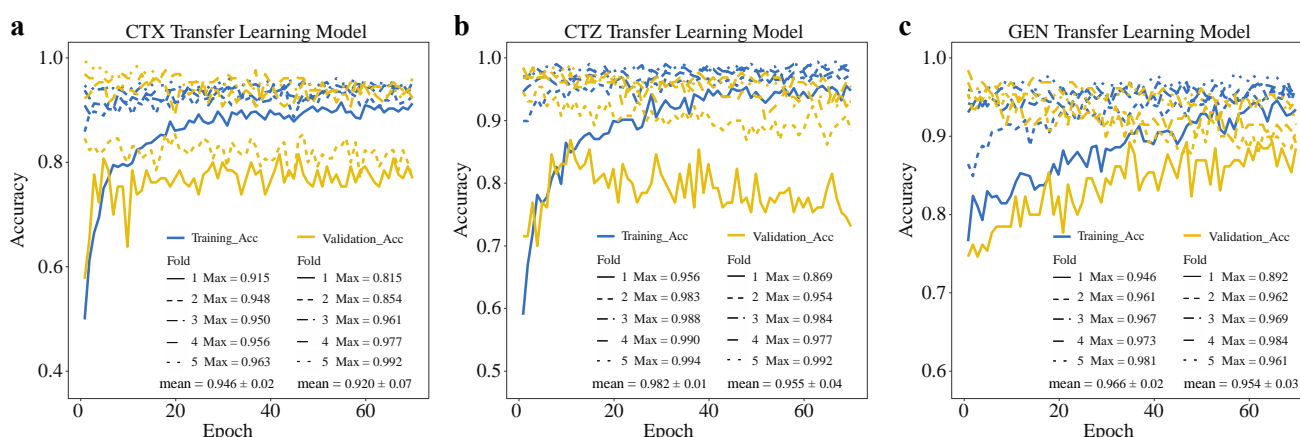 a
CTX Transfer Learning Model
1.0
0.8
0.6
0.4
Accuracy
Training_Acc Validation_Acc
Fold Fold
1 Max = 0.915 1 Max = 0.815
2 Max = 0.948 2 Max = 0.854
3 Max = 0.950 3 Max = 0.961
4 Max = 0.956 4 Max = 0.977
5 Max = 0.963 5 Max = 0.992
mean = 0.946 ± 0.02 mean = 0.920 ± 0.07
0 20 40 60
Epoch
b
CTZ Transfer Learning Model
1.0
0.9
0.8
0.7
0.6
0.5
Accuracy
Training_Acc Validation_Acc
Fold Fold
1 Max = 0.956 1 Max = 0.869
2 Max = 0.983 2 Max = 0.954
3 Max = 0.988 3 Max = 0.984
4 Max = 0.990 4 Max = 0.977
5 Max = 0.994 5 Max = 0.992
mean = 0.982 ± 0.01 mean = 0.955 ± 0.04
0 20 40 60
Epoch
c
GEN Transfer Learning Model
1.0
0.9
0.8
0.7
0.6
Accuracy
Training_Acc Validation_Acc
Fold Fold
1 Max = 0.946 1 Max = 0.892
2 Max = 0.961 2 Max = 0.962
3 Max = 0.967 3 Max = 0.969
4 Max = 0.973 4 Max = 0.984
5 Max = 0.981 5 Max = 0.961
mean = 0.966 ± 0.02 mean = 0.954 ± 0.03
0 20 40 60
Epoch